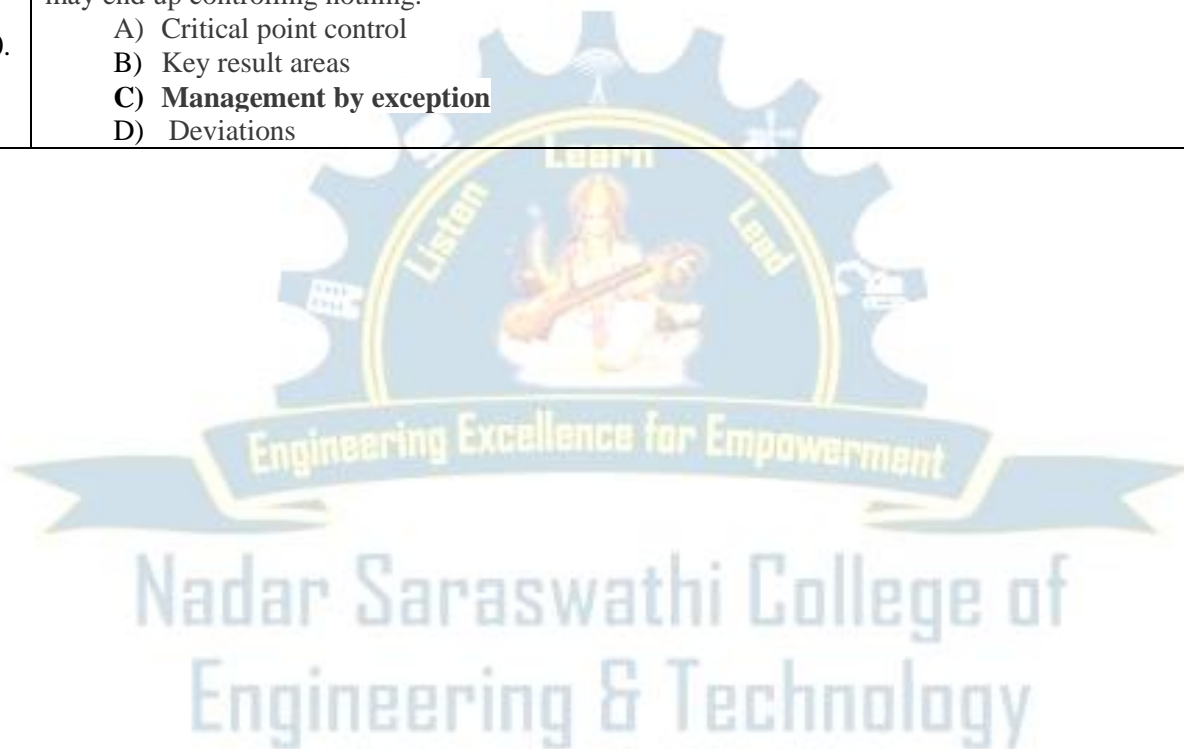 may end up controlling nothing.
A) Critical point control
B) Key result areas
C) Management by exception
D) Deviations
Learn
Listen
Lead
Engineering Excellence for Empowerment
Nadar Saraswathi College of
Engineering & Technology